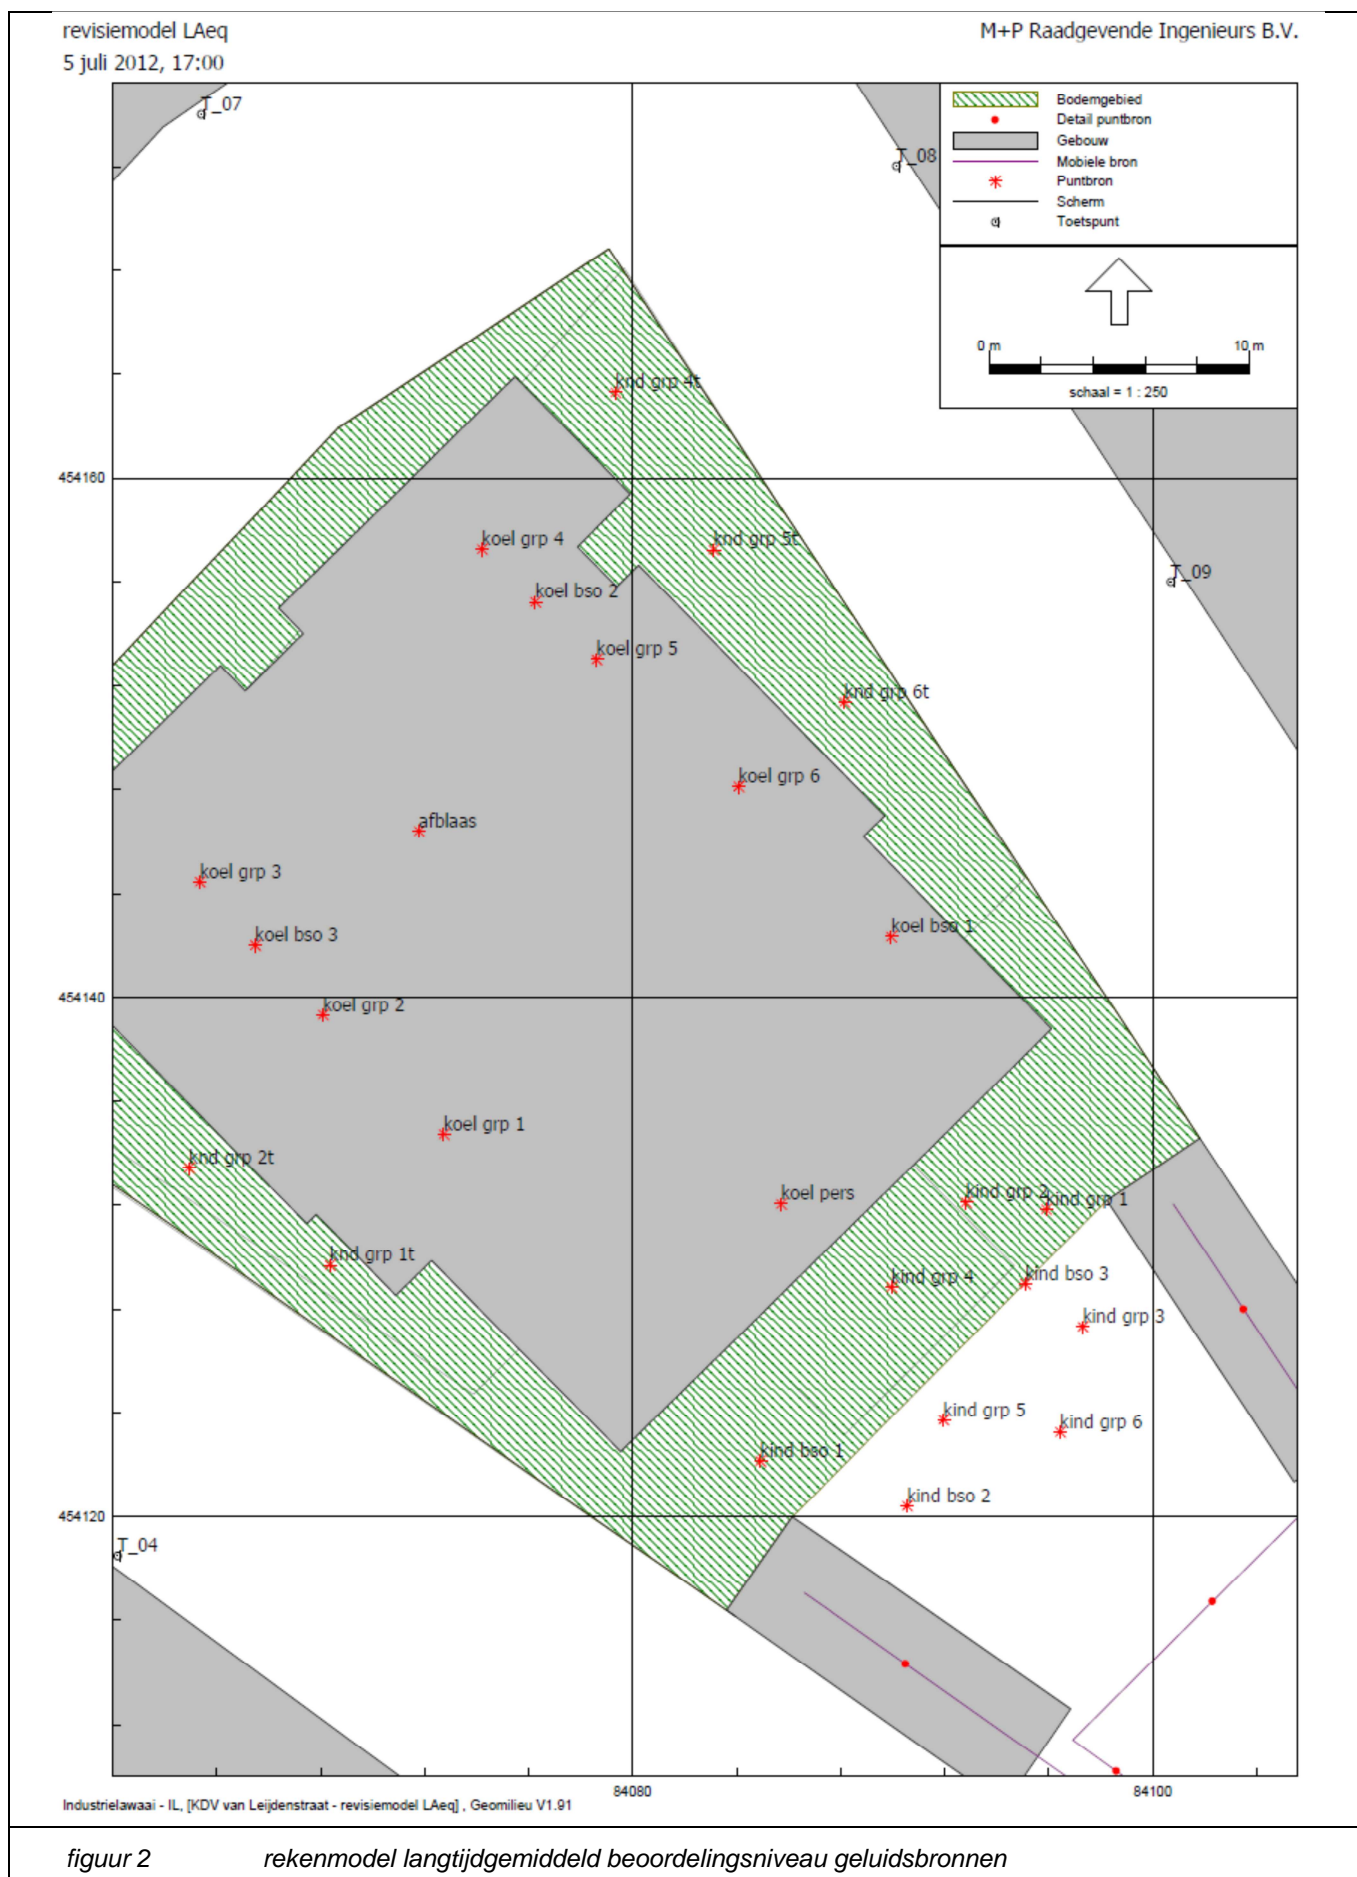 revisiemodel LAeq
M+P Raadgevende Ingenieurs B.V.
5 juli 2012, 17:00
T_07
Bodemgebied
Detail puntbron
Gebouw
Mobiele bron
Puntbron
Scherm
Toetspunt
T_08
0 m
10 m
schaal = 1 : 250
knd grp 4t
454160
koel grp 4
knd grp 5t
T_09
koel bso 2
koel grp 5
knd grp 6t
koel grp 6
afblaas
koel grp 3
koel bso 1
koel bso 3
454140
koel grp 2
koel grp 1
knd grp 2t
koel pers
kind grp 2
kind grp 1
knd grp 1t
kind grp 4
kind bso 3
kind grp 3
kind grp 5
kind grp 6
kind bso 1
kind bso 2
454120
T_04
84080
84100
Industrielawaai - IL, [KDV van Leijdenstraat - revisiemodel LAeq] , Geomilieu V1.91
figuur 2 rekenmodel langtijdgemiddeld beoordelingsniveau geluidsbronnen